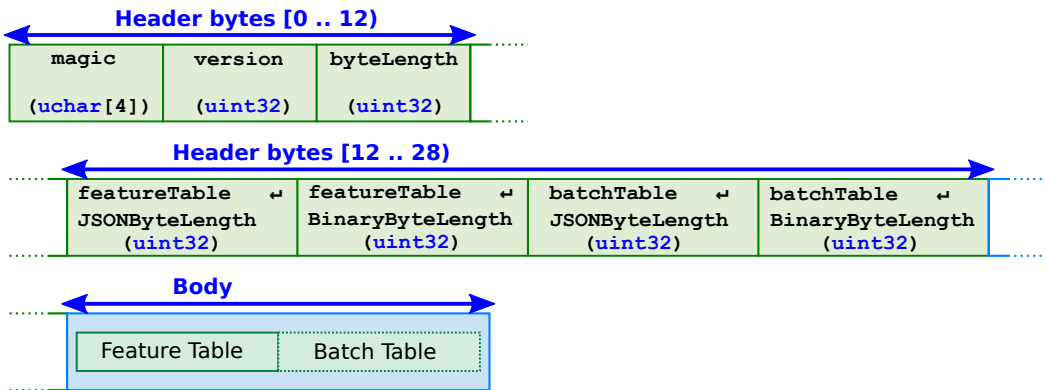 Header bytes [0 .. 12)
magic version byteLength
(uchar[4]) (uint32) (uint32)
Header bytes [12 .. 28)
featureTable ↵ featureTable ↵ batchTable ↵ batchTable ↵
JSONByteLength BinaryByteLength JSONByteLength BinaryByteLength
(uint32) (uint32) (uint32) (uint32)
Body
Feature Table Batch Table